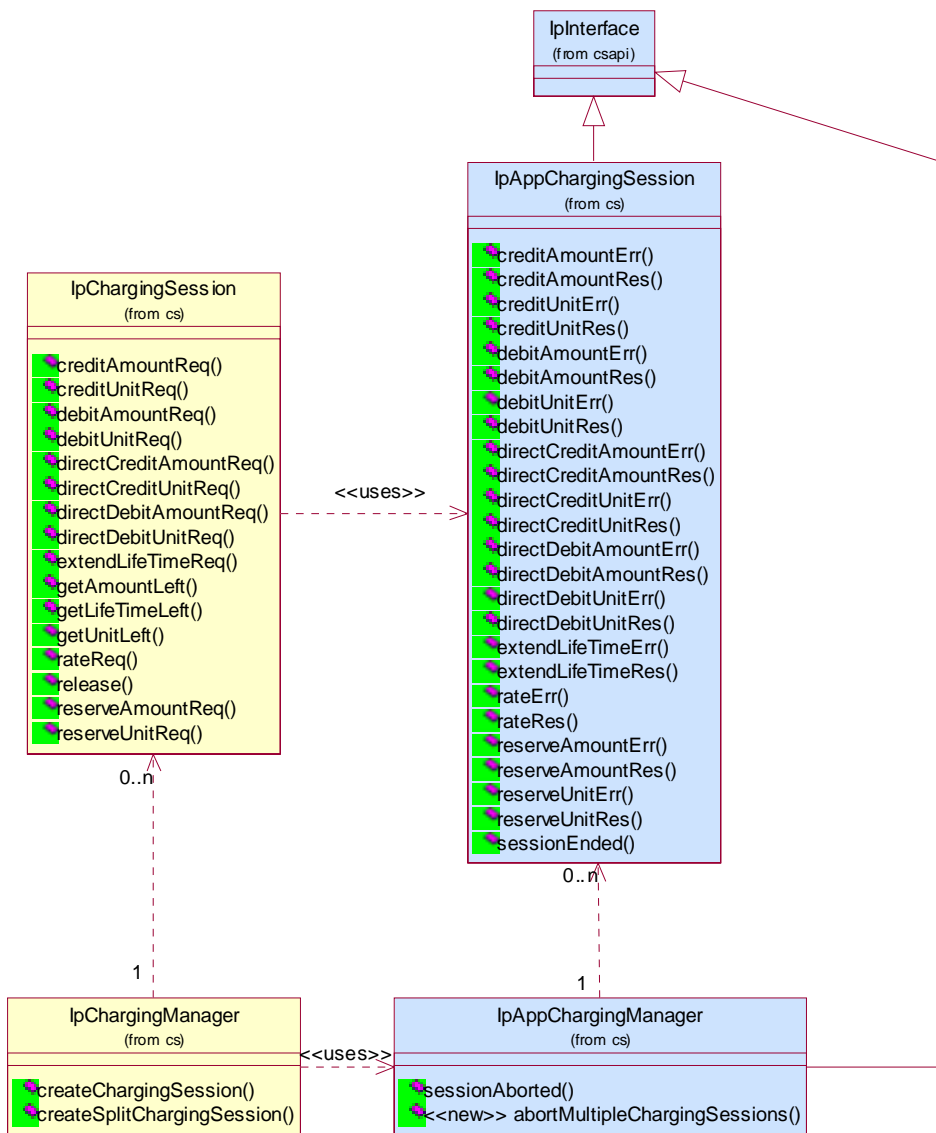 IpInterface
(from csapi)
IpAppChargingSession
(from cs)
creditAmountErr()
creditAmountRes()
creditUnitErr()
creditUnitRes()
debitAmountErr()
debitAmountRes()
debitUnitErr()
debitUnitRes()
directCreditAmountErr()
directCreditAmountRes()
directCreditUnitErr()
directCreditUnitRes()
directDebitAmountErr()
directDebitAmountRes()
directDebitUnitErr()
directDebitUnitRes()
extendLifeTimeErr()
extendLifeTimeRes()
rateErr()
rateRes()
reserveAmountErr()
reserveAmountRes()
reserveUnitErr()
reserveUnitRes()
sessionEnded()
IpChargingSession
(from cs)
creditAmountReq()
creditUnitReq()
debitAmountReq()
debitUnitReq()
directCreditAmountReq()
directCreditUnitReq()
directDebitAmountReq()
directDebitUnitReq()
extendLifeTimeReq()
getAmountLeft()
getLifeTimeLeft()
getUnitLeft()
rateReq()
release()
reserveAmountReq()
reserveUnitReq()
<<uses>>
0..n
0..n
1
1
IpChargingManager
(from cs)
createChargingSession()
createSplitChargingSession()
<<uses>>
IpAppChargingManager
(from cs)
sessionAborted()
<<new>> abortMultipleChargingSessions()